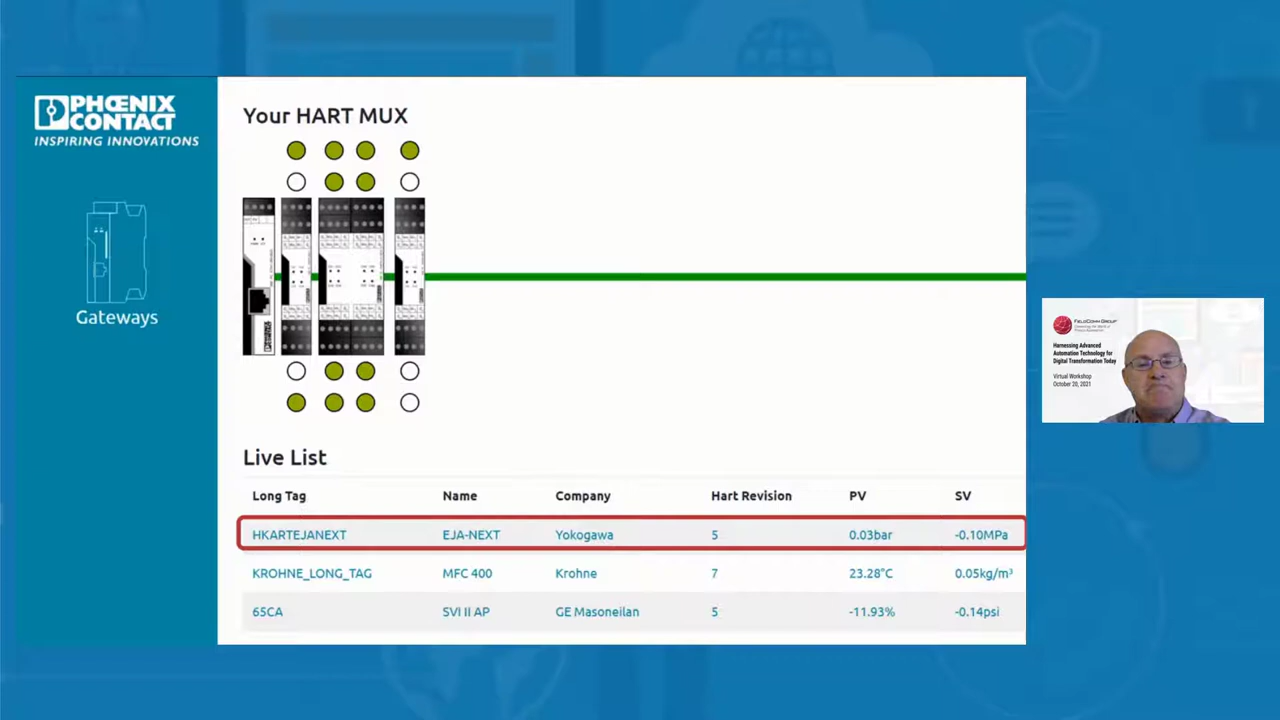 PHŒNIX
CONTACT
INSPIRING INNOVATIONS
Gateways
Your HART MUX
Live List
Long Tag Name Company Hart Revision PV SV
HKARTEJANEXT EJA-NEXT Yokogawa 5 0.03bar -0.10MPa
KROHNE_LONG_TAG MFC 400 Krohne 7 23.28°C 0.05kg/m³
65CA SVI II AP GE Masoneilan 5 -11.93% -0.14psi
FIELDCOMM GROUP
Harnessing Advanced
Automation Technology for
Digital Transformation Today
Virtual Workshop
October 20, 2021